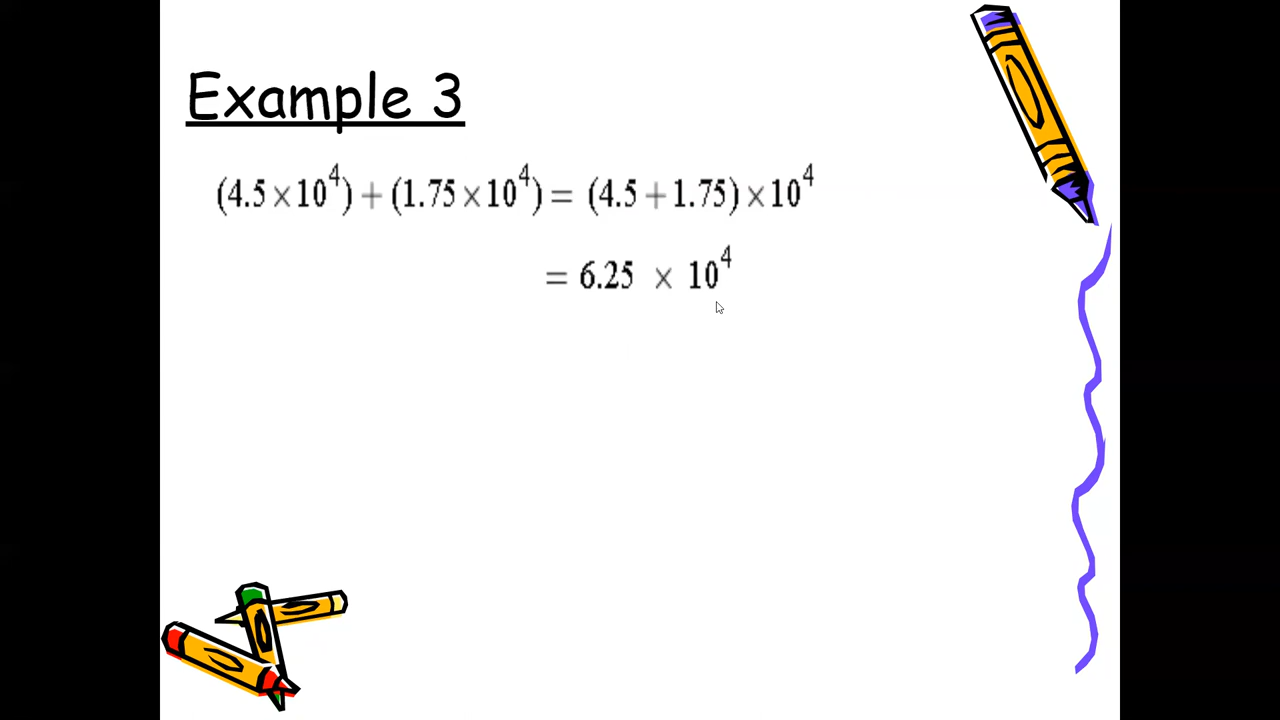 Example 3
(4.5×10⁴)+(1.75×10⁴)= (4.5+1.75)×10⁴
= 6.25 × 10⁴